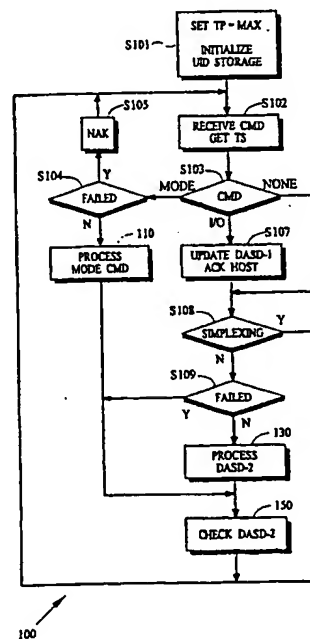 S101
SET TP=MAX
INITIALIZE
UID STORAGE
S105
NAK
S102
RECEIVE CMD
GET TS
S104
FAILED
Y
N
S103
CMD
MODE
NONE
I/O
110
PROCESS
MODE CMD
S107
UPDATE DASD-1
ACK HOST
S108
SIMPLEXING
Y
N
S109
FAILED
Y
N
130
PROCESS
DASD-2
150
CHECK DASD-2
100